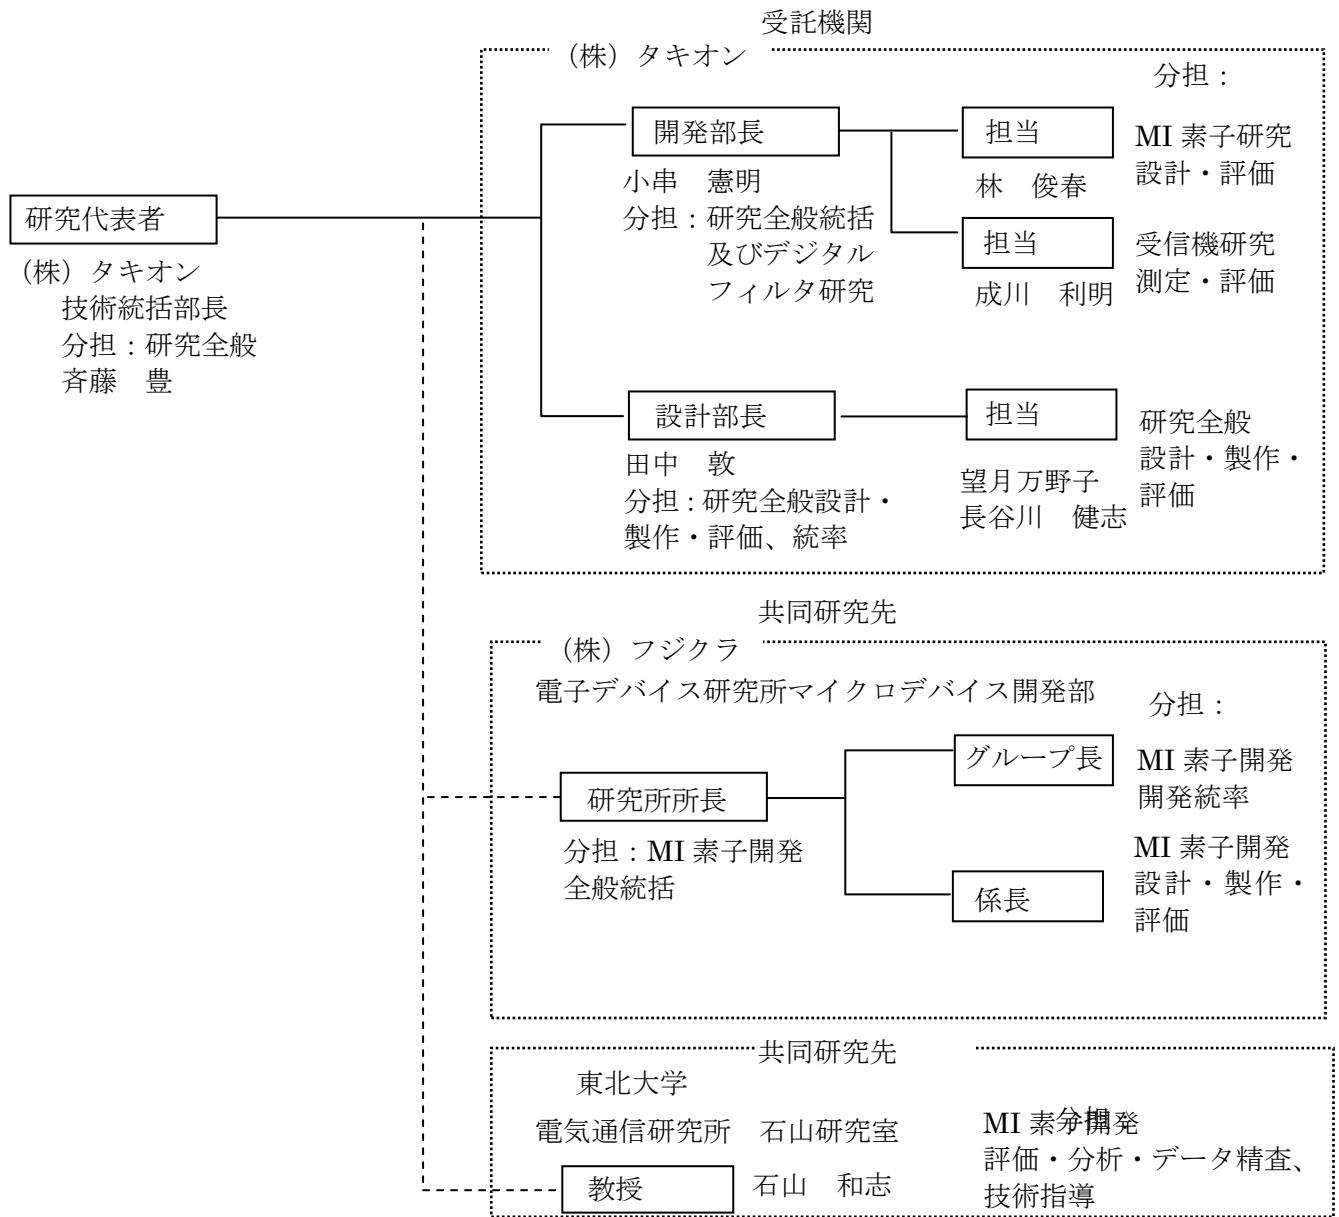 受託機関
（株）タキオン
分担：
開発部長
小串　憲明
分担：研究全般統括
及びデジタル
フィルタ研究
担当
林　俊春
MI 素子研究
設計・評価
担当
成川　利明
受信機研究
測定・評価
研究代表者
（株）タキオン
技術統括部長
分担：研究全般
斉藤　豊
設計部長
田中　敦
分担：研究全般設計・
製作・評価、統率
担当
望月万野子
長谷川　健志
研究全般
設計・製作・
評価
共同研究先
（株）フジクラ
電子デバイス研究所マイクロデバイス開発部
分担：
研究所所長
分担：MI 素子開発
全般統括
グループ長
MI 素子開発
開発統率
係長
MI 素子開発
設計・製作・
評価
共同研究先
東北大学
電気通信研究所　石山研究室
教授
石山　和志
分担：
MI 素子開発
評価・分析・データ精査、
技術指導